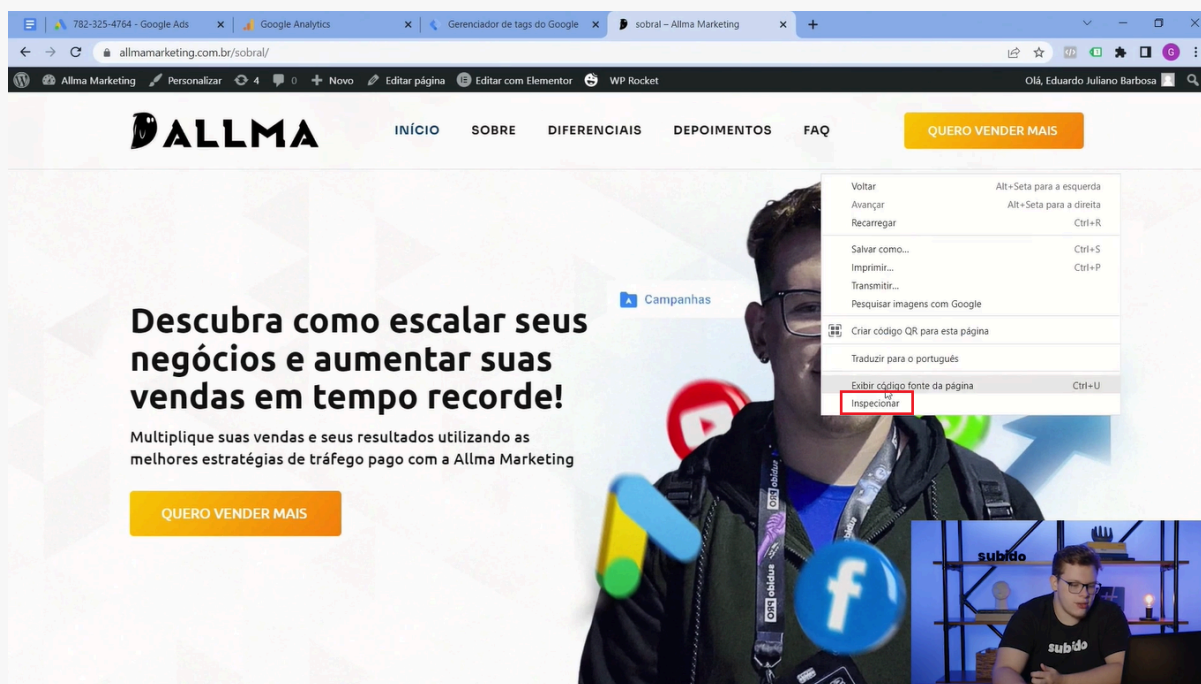 782-325-4764 - Google Ads
Google Analytics
Gerenciador de tags do Google
sobral – Allma Marketing
allmamarketing.com.br/sobral/
G
Allma Marketing Personalizar 4 0 Novo Editar página Editar com Elementor WP Rocket
Olá, Eduardo Juliano Barbosa
ALLMA
INÍCIO SOBRE DIFERENCIAIS DEPOIMENTOS FAQ
QUERO VENDER MAIS
Voltar Alt+Seta para a esquerda
Avançar Alt+Seta para a direita
Recarregar Ctrl+R
Salvar como... Ctrl+S
Imprimir... Ctrl+P
Transmitir...
Pesquisar imagens com Google
Criar código QR para esta página
Traduzir para o português
Exibir código fonte da página Ctrl+U
Inspecionar
Campanhas
Descubra como escalar seus
negócios e aumentar suas
vendas em tempo recorde!
Multiplique suas vendas e seus resultados utilizando as
melhores estratégias de tráfego pago com a Allma Marketing
QUERO VENDER MAIS
subido PRO
subido PRO
subido
subido